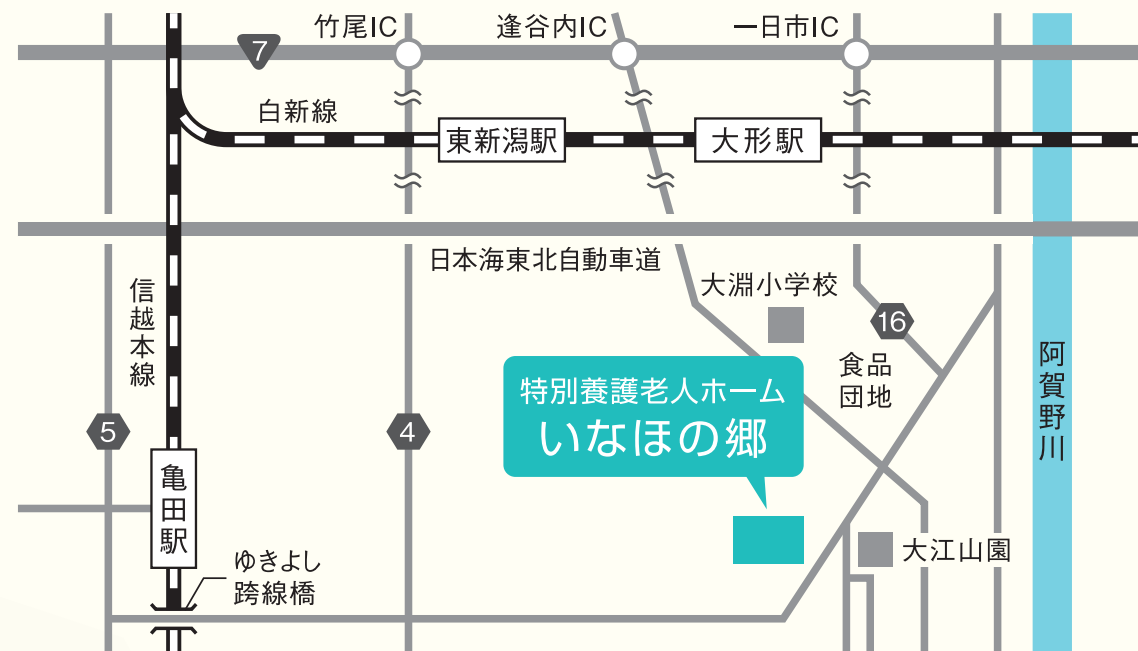 竹尾IC
逢谷内IC
一日市IC
7
白新線
東新潟駅
大形駅
日本海東北自動車道
信越本線
大淵小学校
16
食品
団地
阿賀野川
特別養護老人ホーム
いなほの郷
5
4
亀田駅
ゆきよし
跨線橋
大江山園